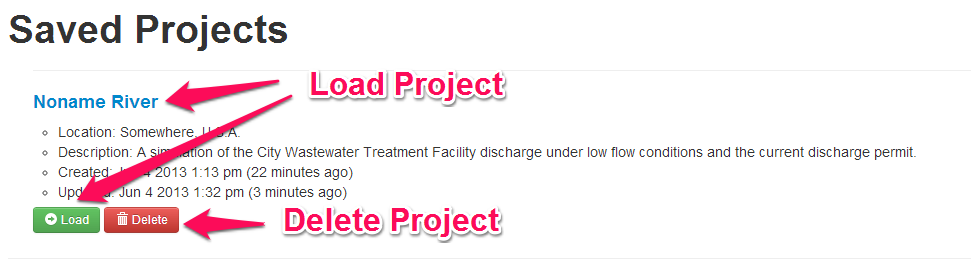 Saved Projects
Load Project
Noname River
Location: Somewhere, U.S.A.
Description: A simulation of the City Wastewater Treatment Facility discharge under low flow conditions and the current discharge permit.
Created: Jun 4 2013 1:13 pm (22 minutes ago)
Updated: Jun 4 2013 1:32 pm (3 minutes ago)
Load Delete
Delete Project